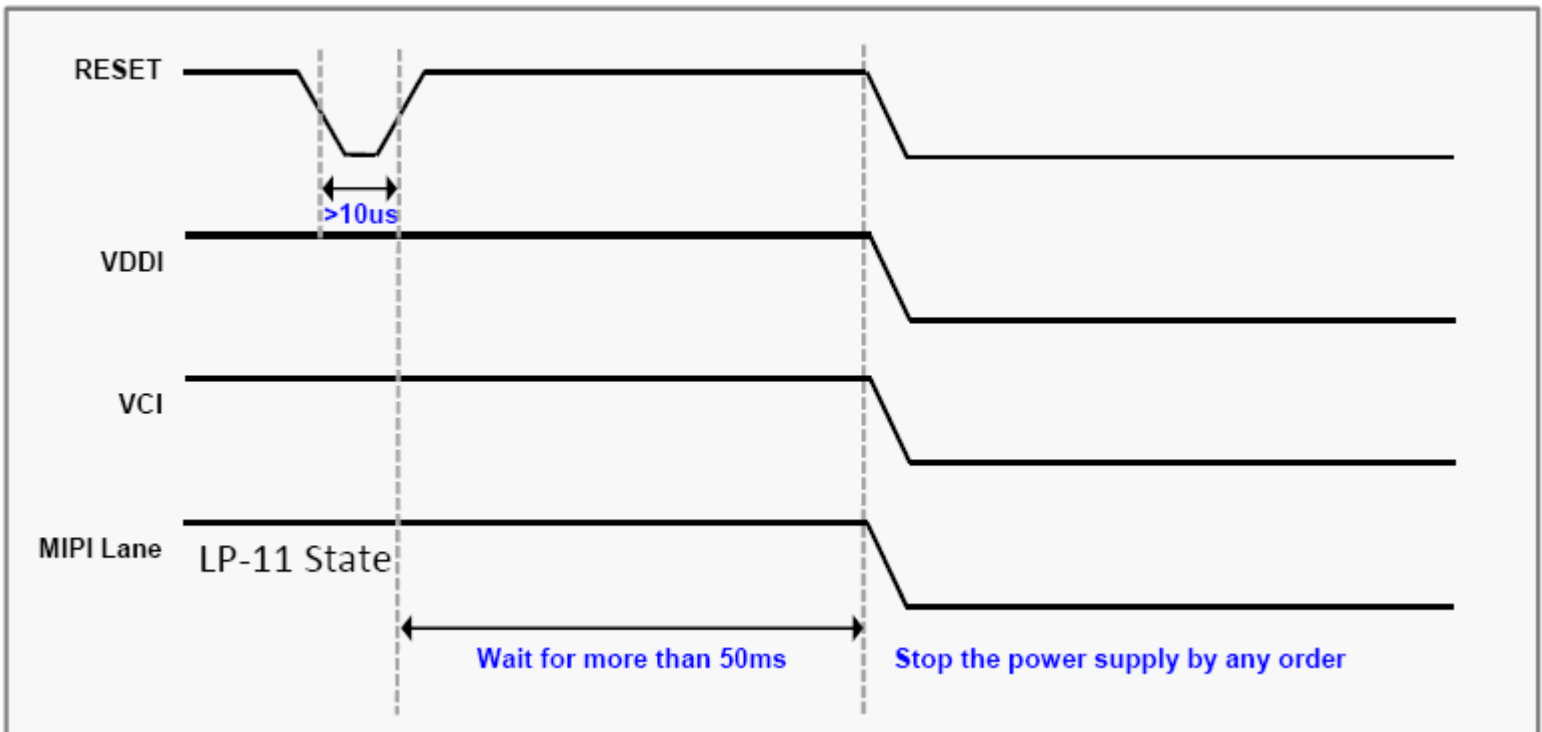 RESET
>10us
VDDI
VCI
MIPI Lane
LP-11 State
Wait for more than 50ms
Stop the power supply by any order